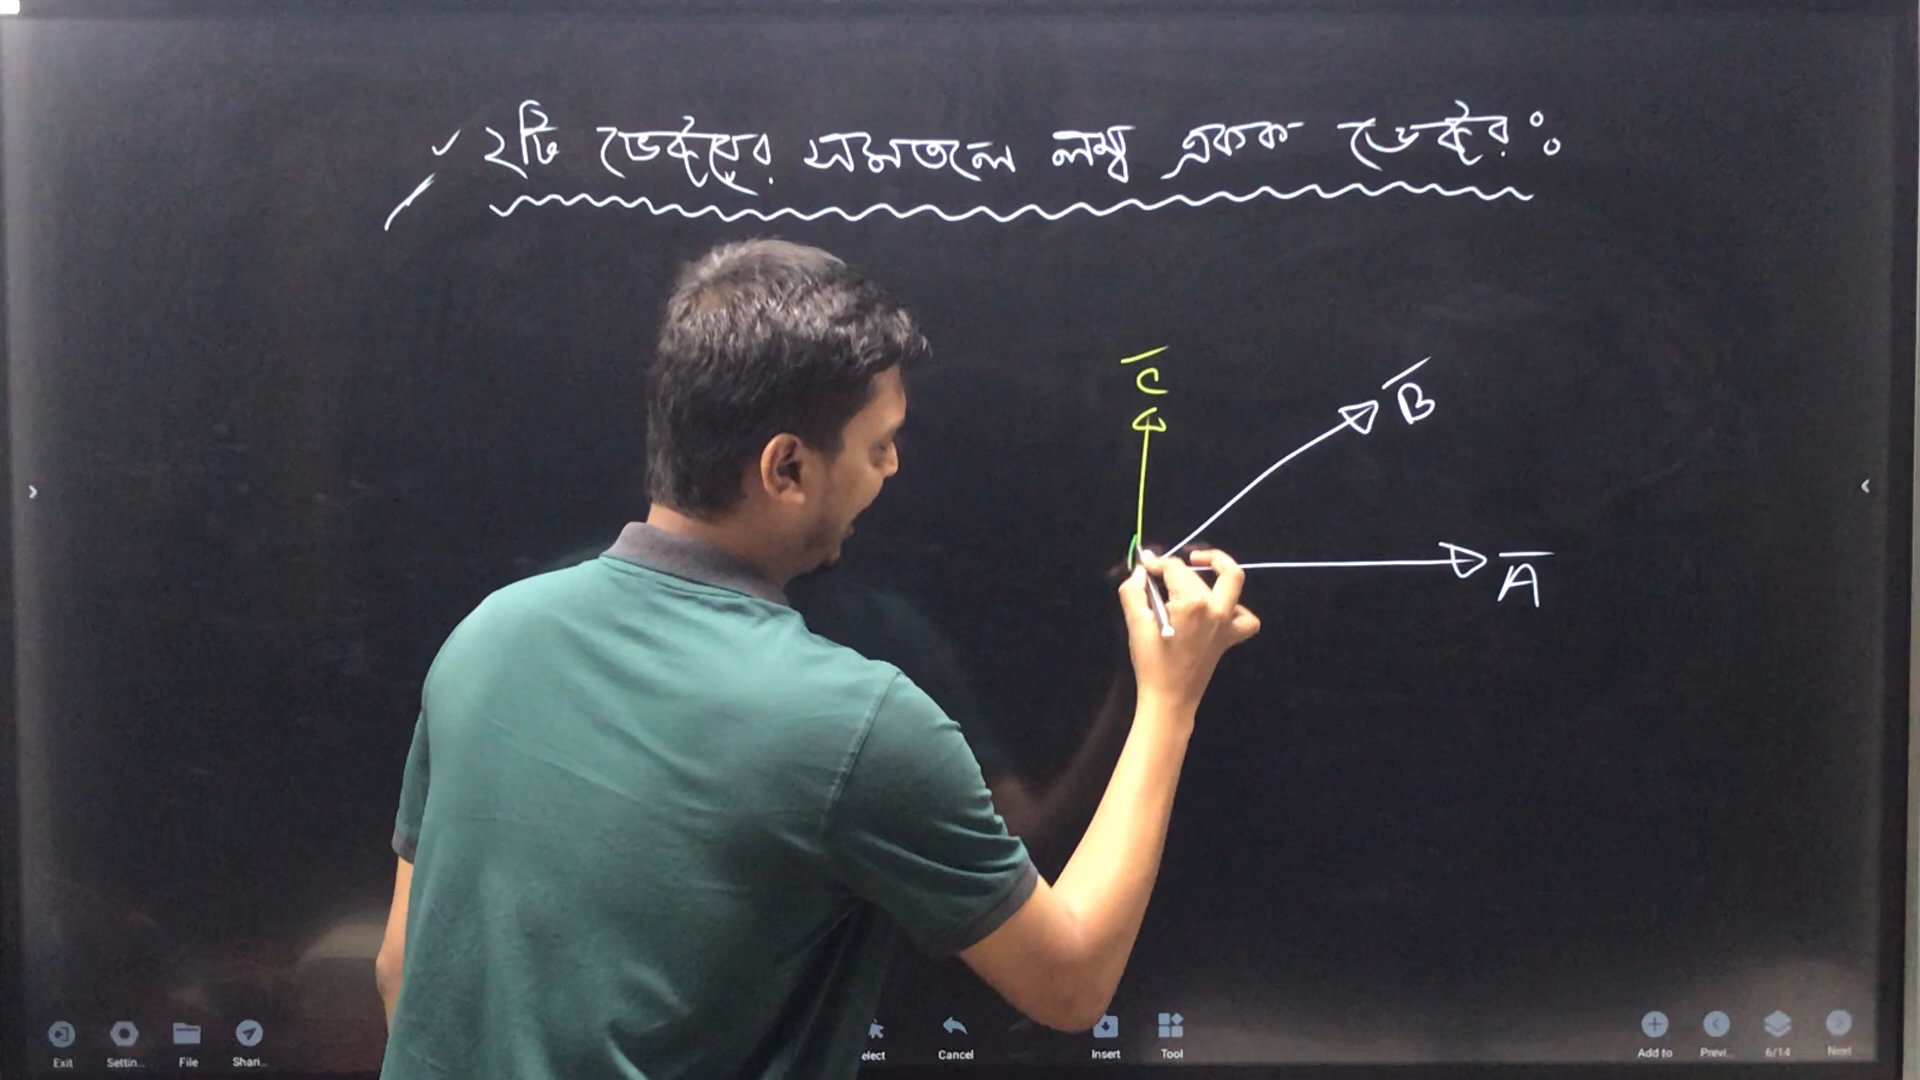 ২টি ভেক্টরের সমতলে লম্ব একক ভেক্টর:
C
B
A
Exit Settin... File Shari... elect Cancel Insert Tool Add to Previ... 6/14 Next